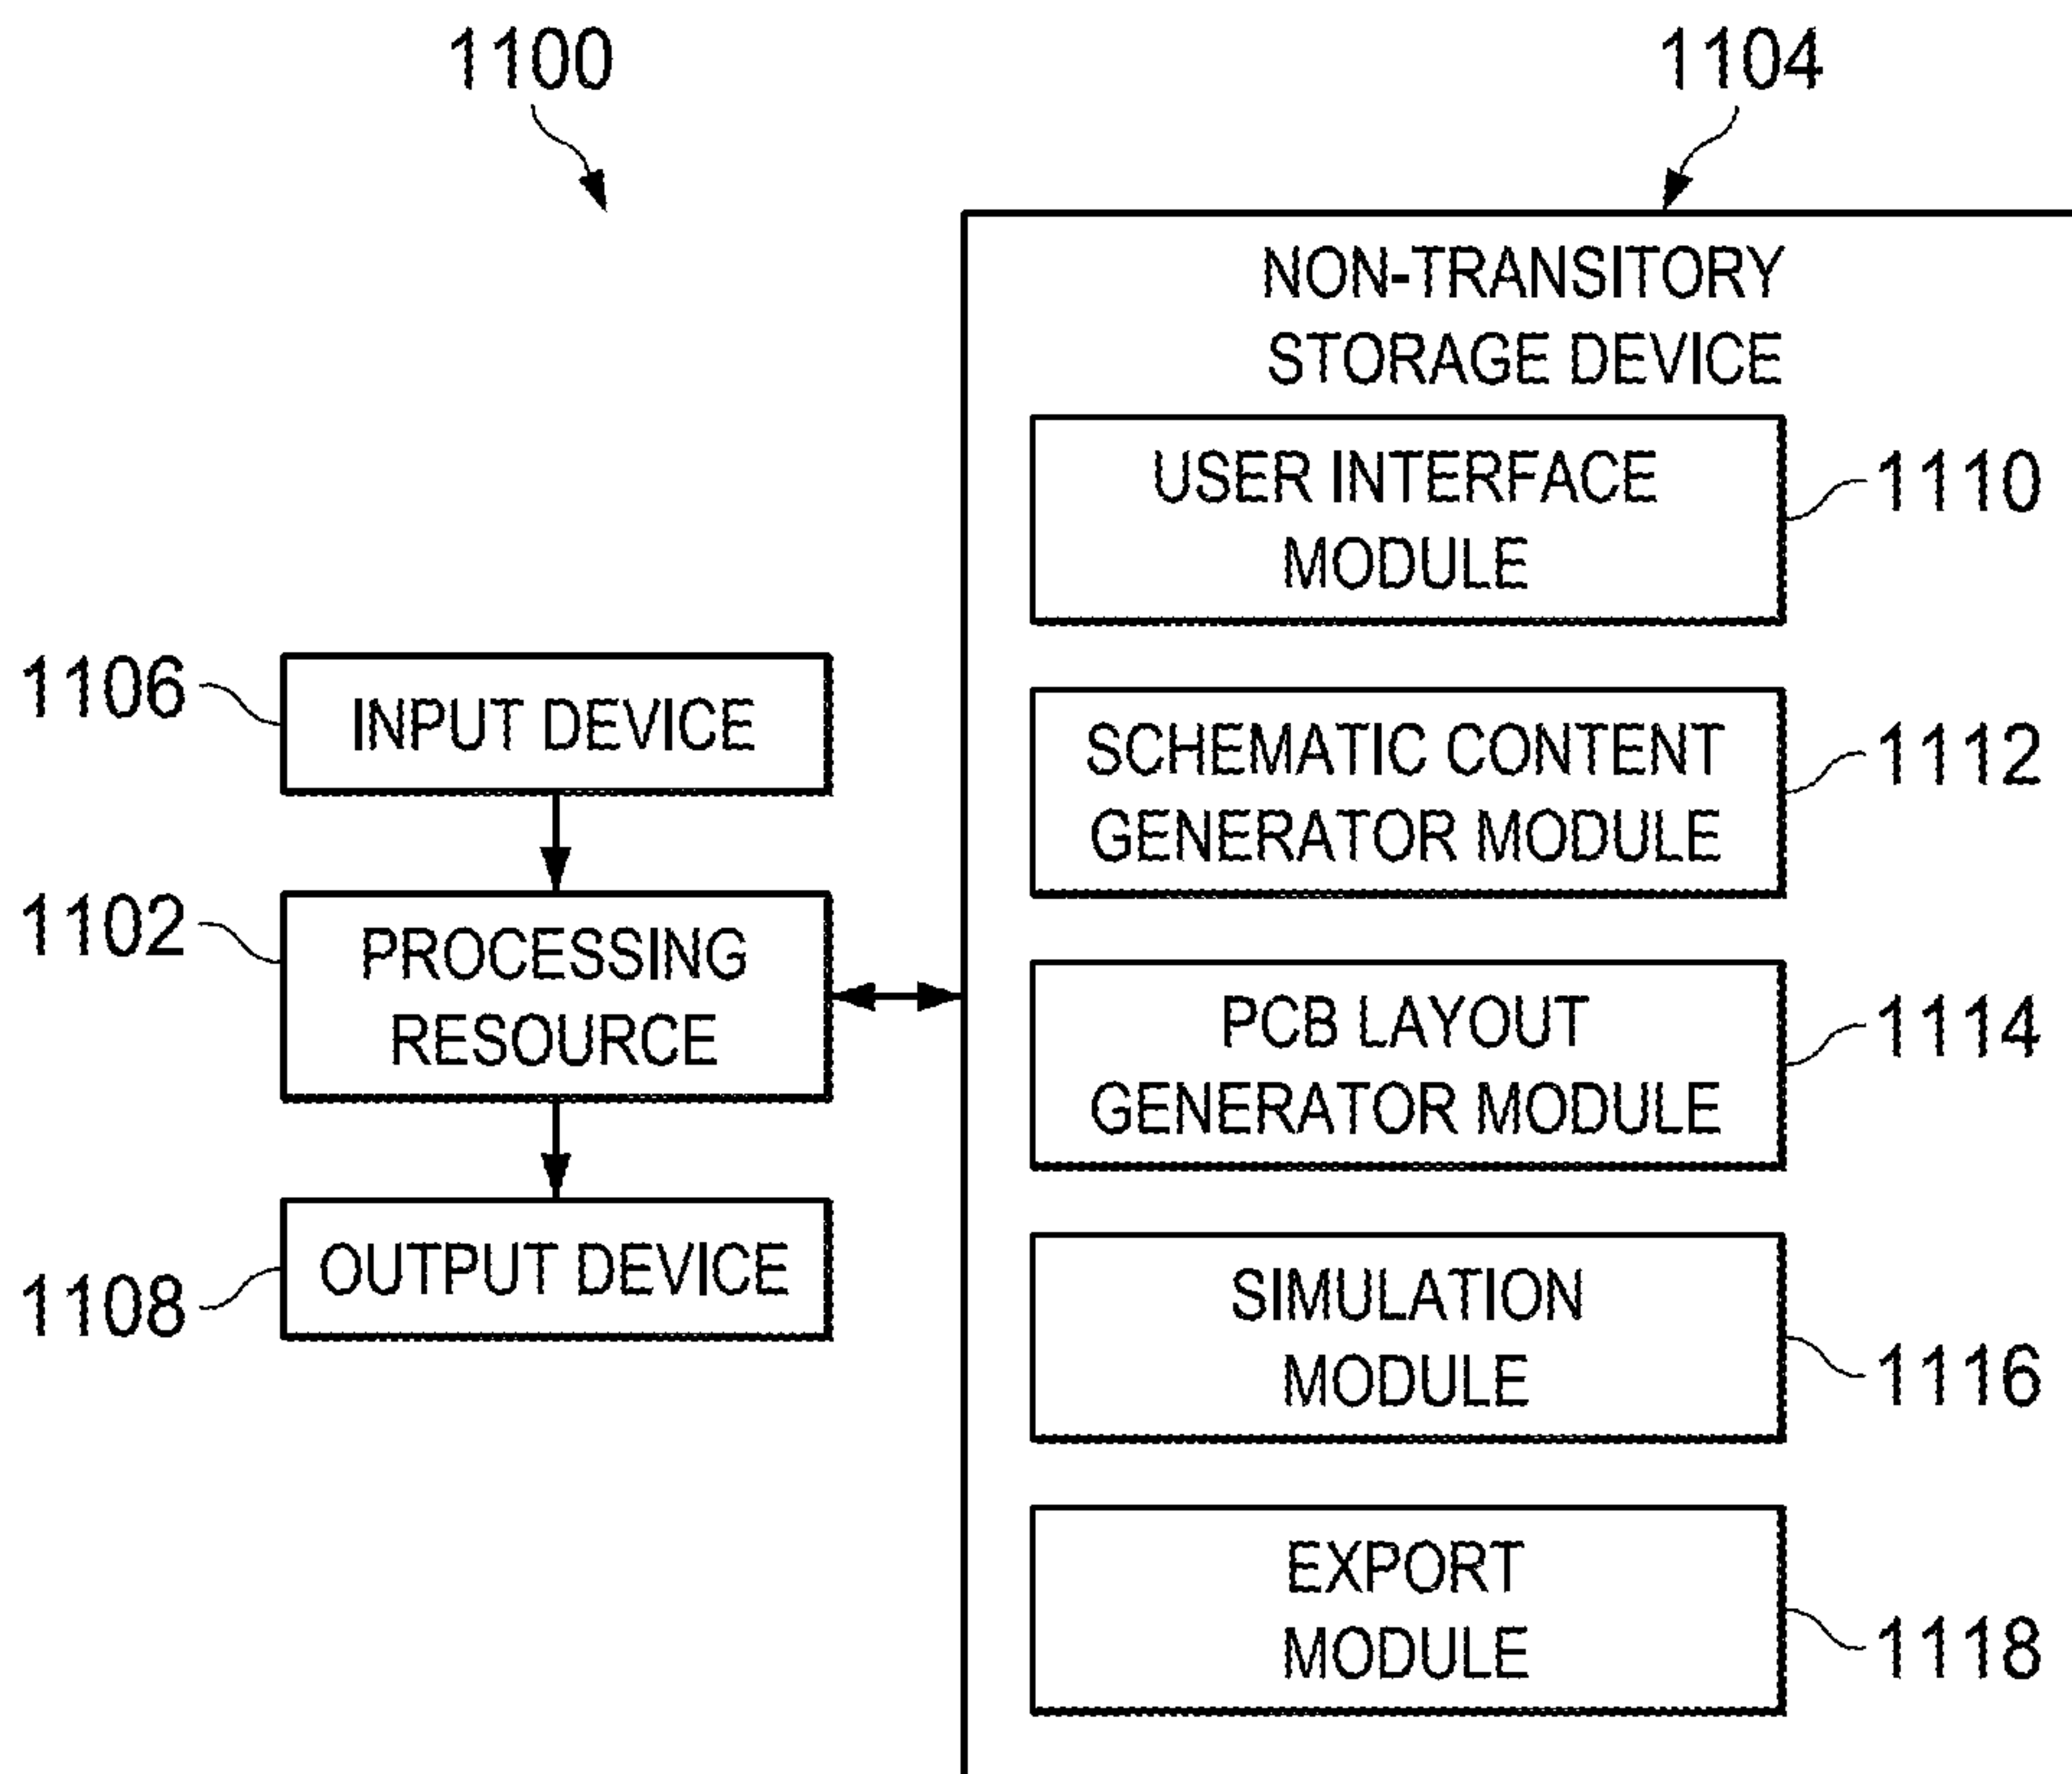 1100
1104
NON-TRANSITORY
STORAGE DEVICE
USER INTERFACE
MODULE
1110
1106
INPUT DEVICE
SCHEMATIC CONTENT
GENERATOR MODULE
1112
1102
PROCESSING
RESOURCE
PCB LAYOUT
GENERATOR MODULE
1114
OUTPUT DEVICE
1108
SIMULATION
MODULE
1116
EXPORT
MODULE
1118